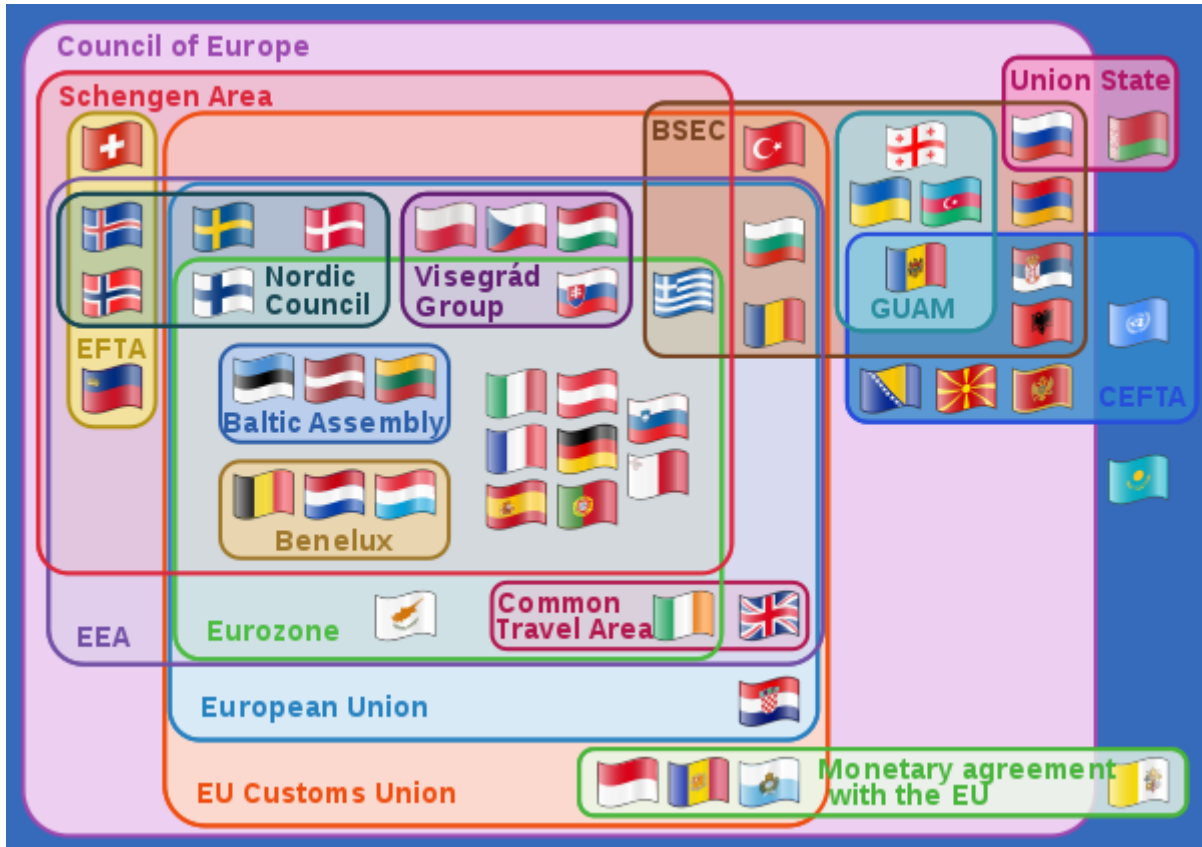 Council of Europe
Schengen Area
Union State
BSEC
Nordic
Council
Visegrád
Group
GUAM
EFTA
CEFTA
Baltic Assembly
Benelux
Common
Travel Area
EEA
Eurozone
European Union
EU Customs Union
Monetary agreement
with the EU